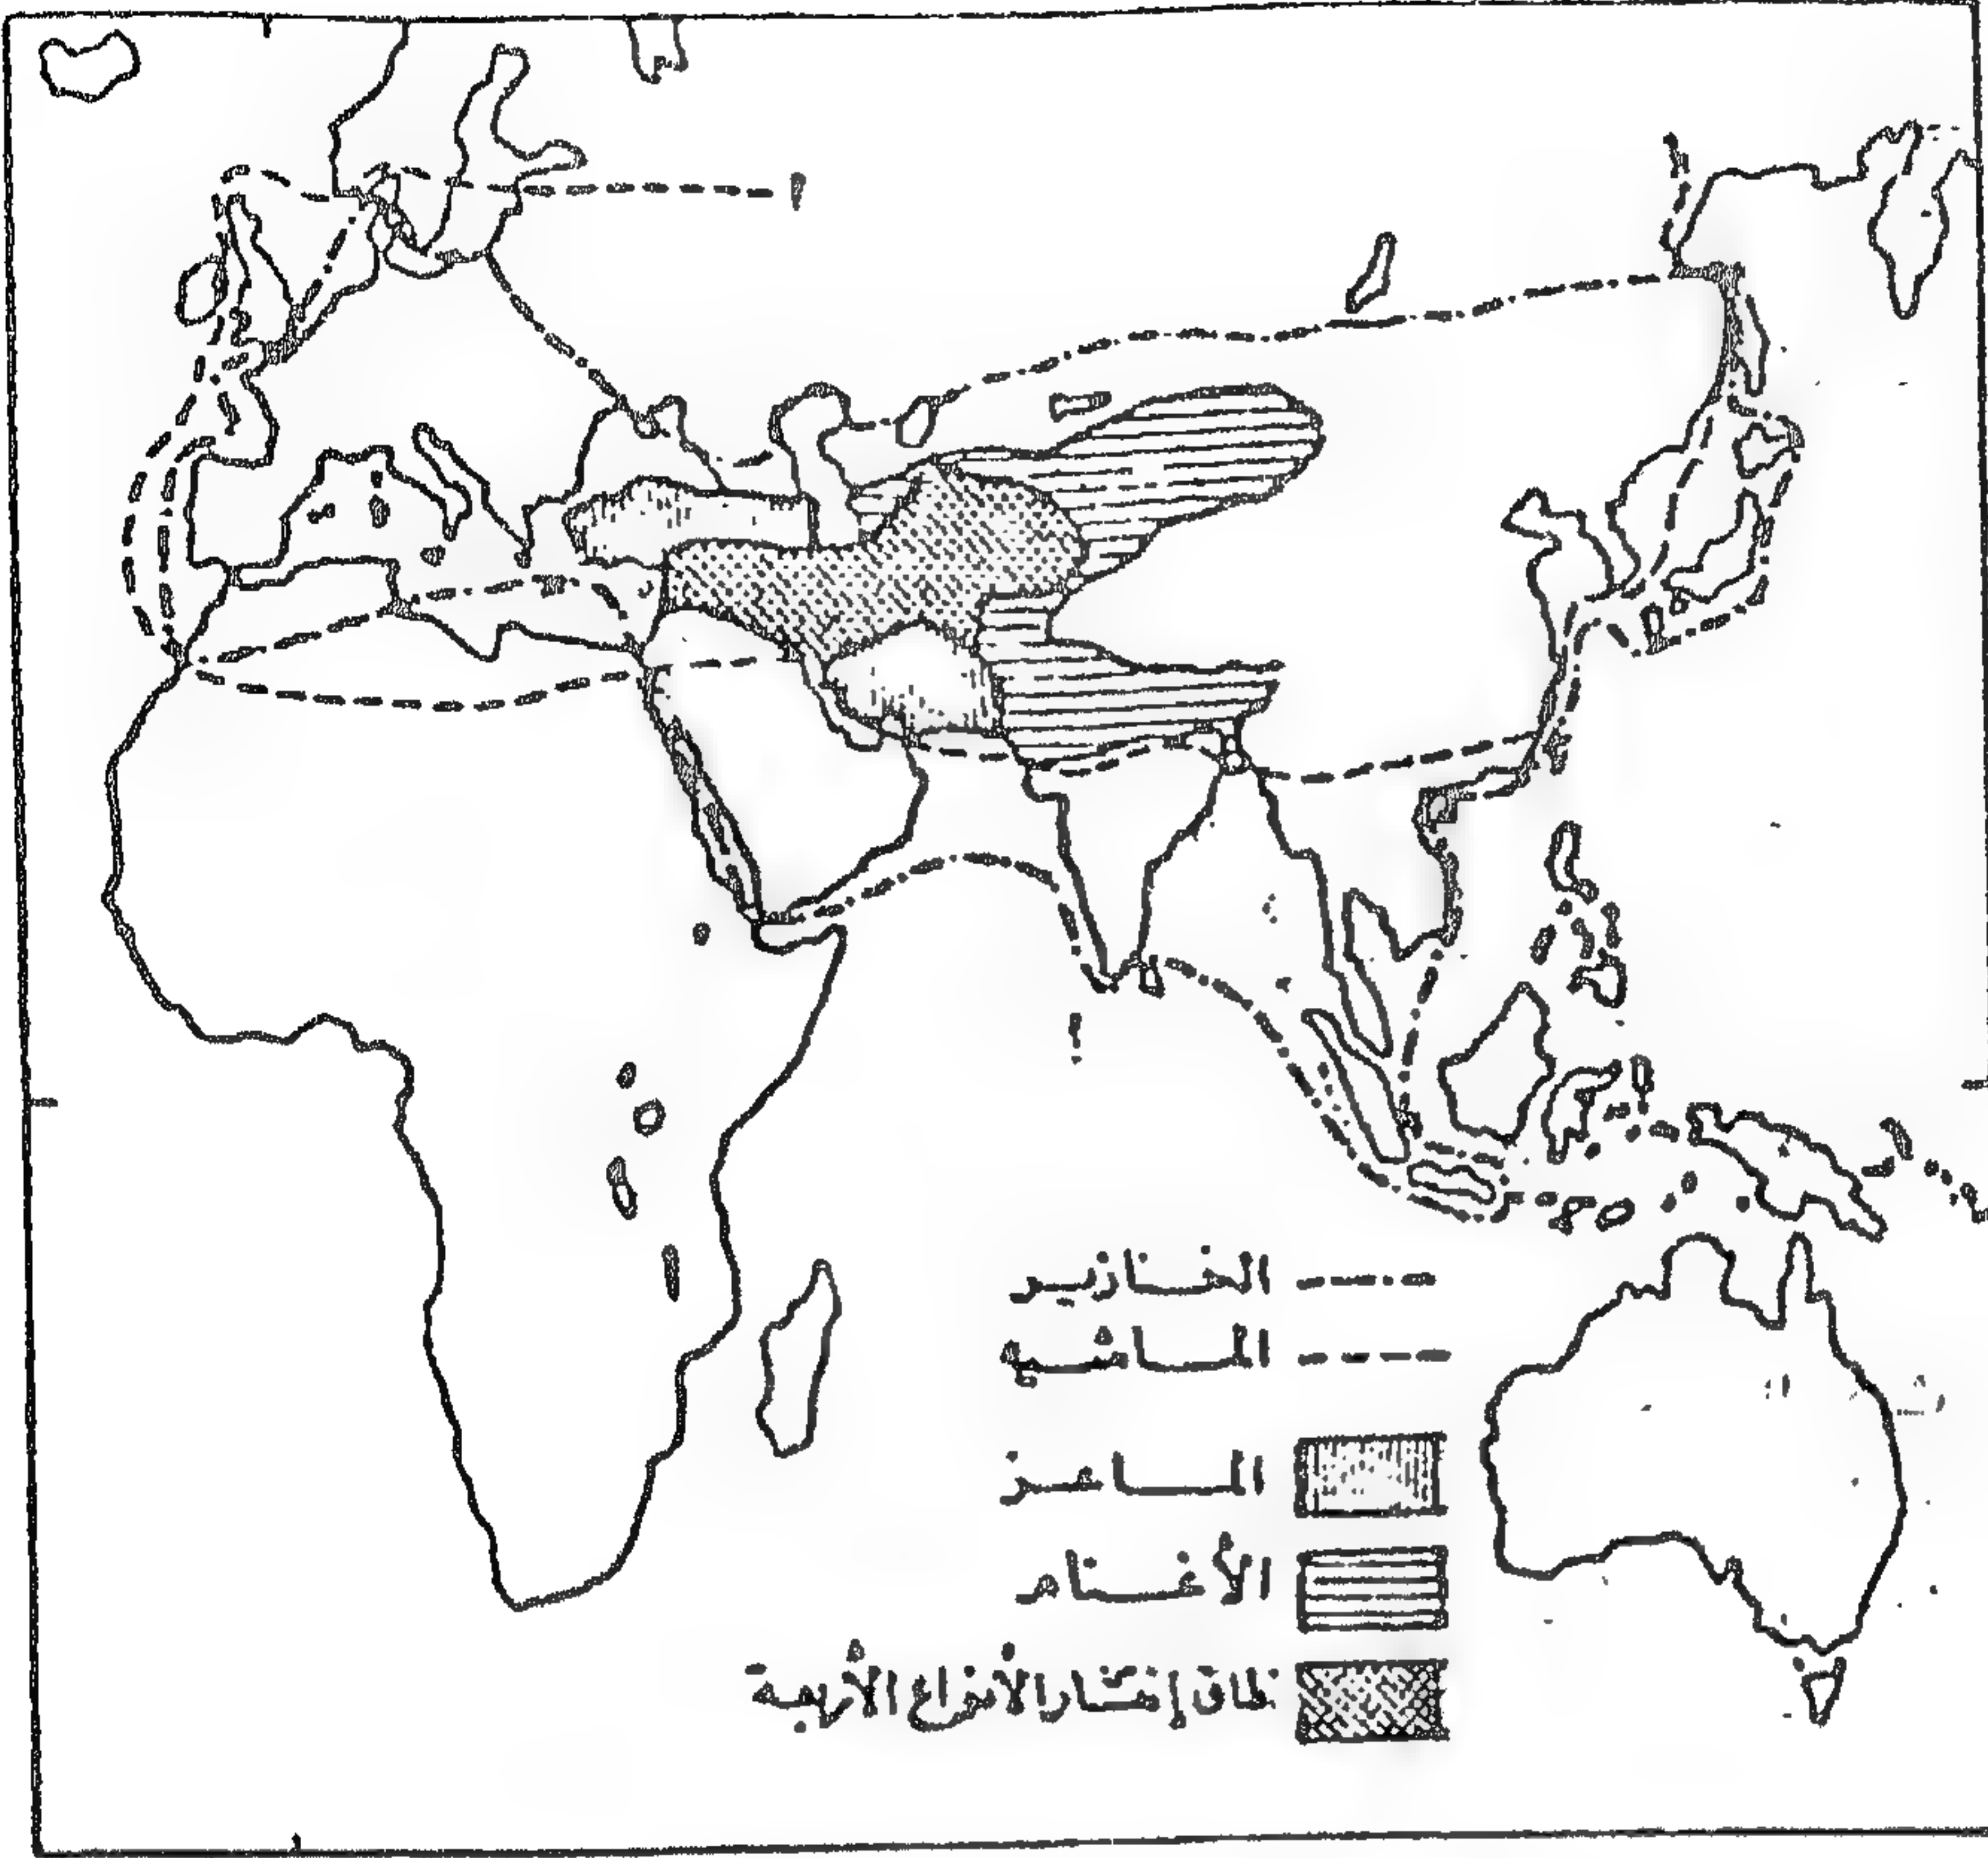 الخنازير
الماشية
الماعز
الأغنام
نطاق إنتشار الأنواع الأربعة